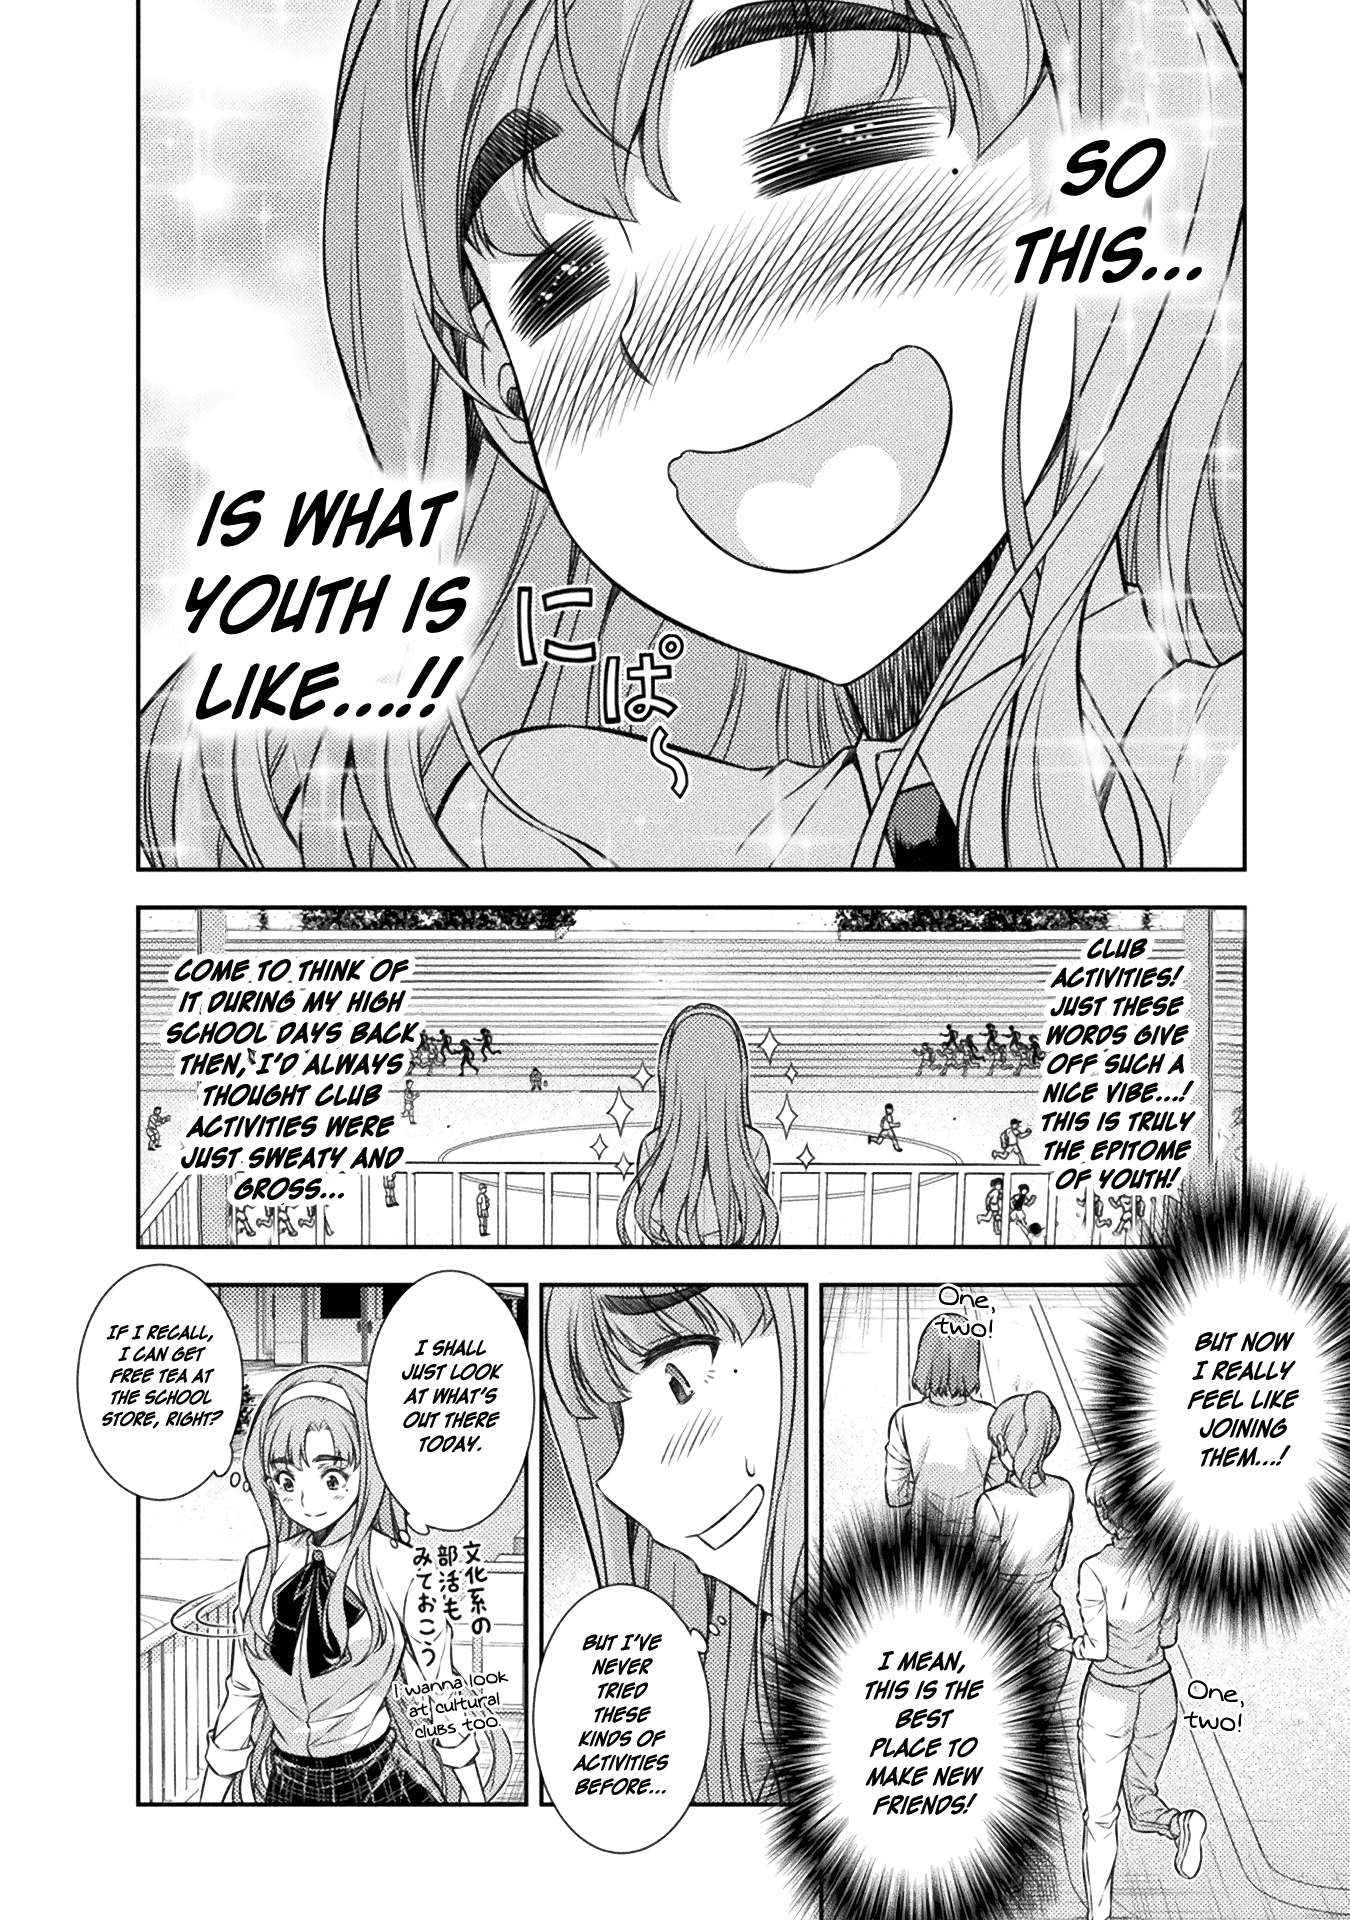 SO
THIS...
IS WHAT
YOUTH IS
LIKE...!!
にぱ～
CLUB
ACTIVITIES!
JUST THESE
WORDS GIVE
OFF SUCH A
NICE VIBE...!
THIS IS TRULY
THE EPITOME
OF YOUTH!
COME TO THINK OF
IT DURING MY HIGH
SCHOOL DAYS BACK
THEN, I'D ALWAYS
THOUGHT CLUB
ACTIVITIES WERE
JUST SWEATY AND
GROSS...
BUT NOW
I REALLY
FEEL LIKE
JOINING
THEM...!
One,
two!
I MEAN,
THIS IS THE
BEST
PLACE TO
MAKE NEW
FRIENDS!
One,
two!
BUT I'VE
NEVER
TRIED
THESE
KINDS OF
ACTIVITIES
BEFORE...
I SHALL
JUST LOOK
AT WHAT'S
OUT THERE
TODAY.
文化系の
部活も
みておこう
I wanna look
at cultural
clubs too.
IF I RECALL,
I CAN GET
FREE TEA AT
THE SCHOOL
STORE, RIGHT?